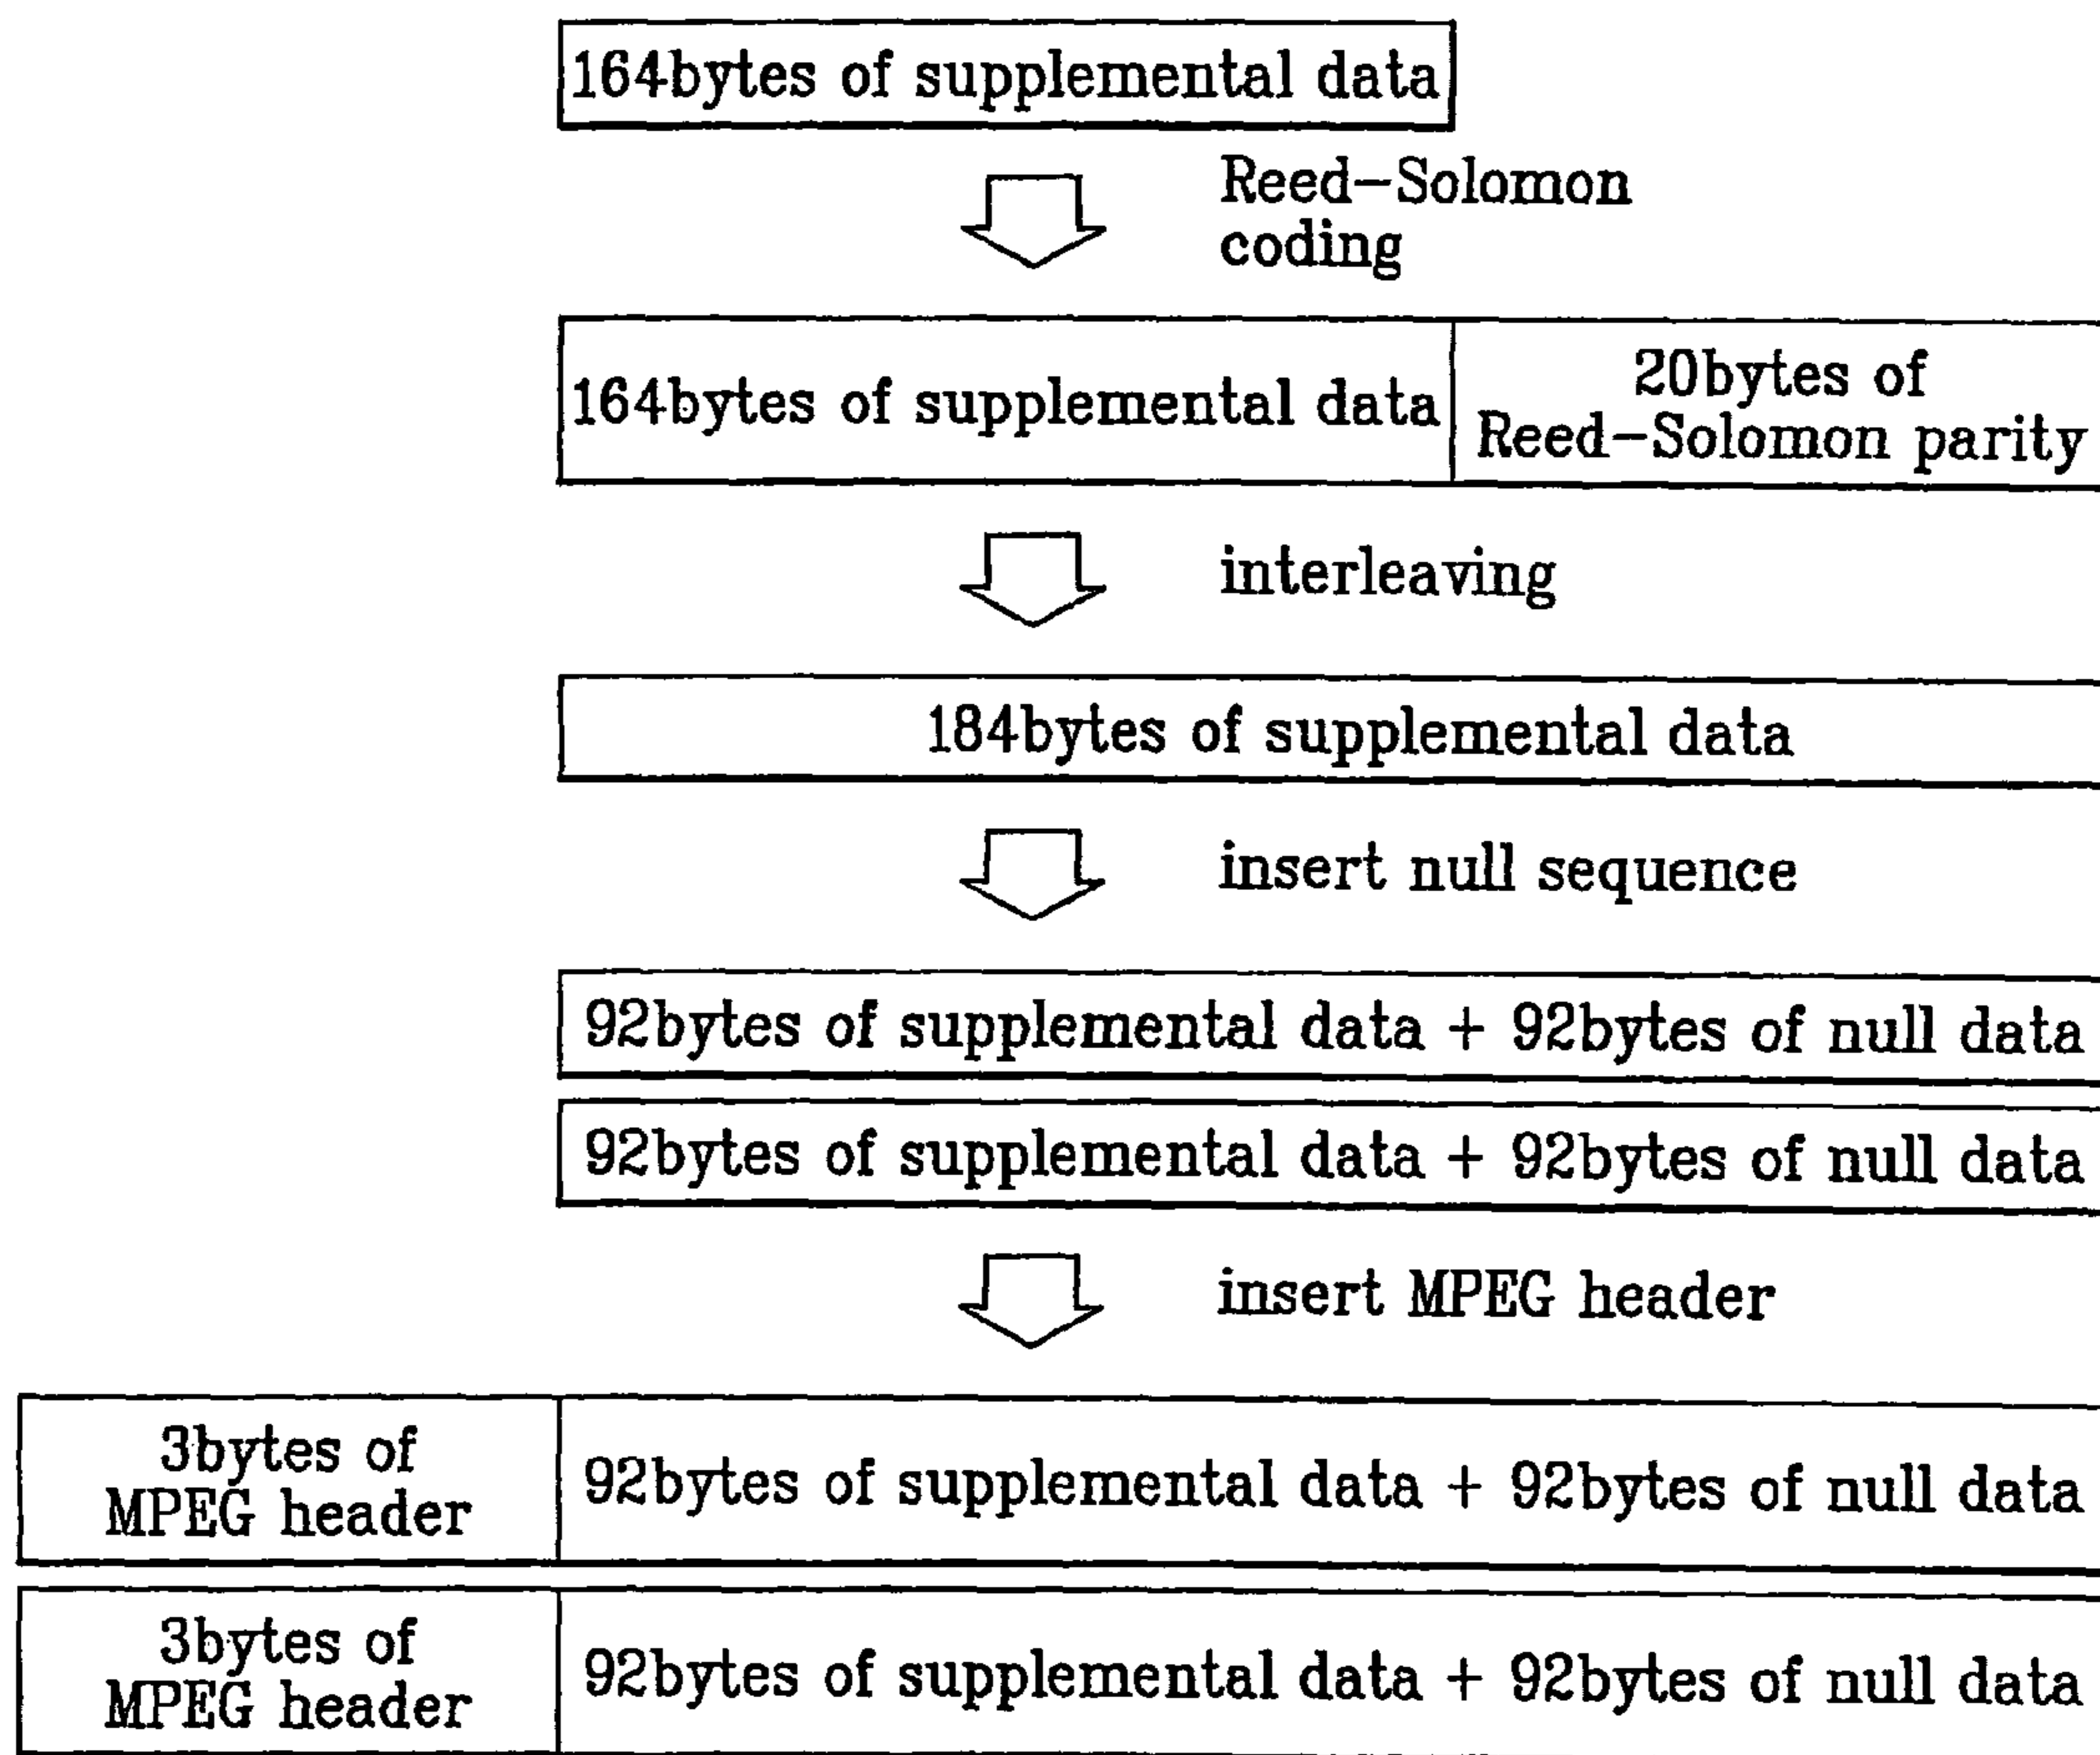 164bytes of supplemental data
Reed-Solomon
coding
164bytes of supplemental data
20bytes of
Reed-Solomon parity
interleaving
184bytes of supplemental data
insert null sequence
92bytes of supplemental data + 92bytes of null data
92bytes of supplemental data + 92bytes of null data
insert MPEG header
3bytes of
MPEG header
92bytes of supplemental data + 92bytes of null data
3bytes of
MPEG header
92bytes of supplemental data + 92bytes of null data